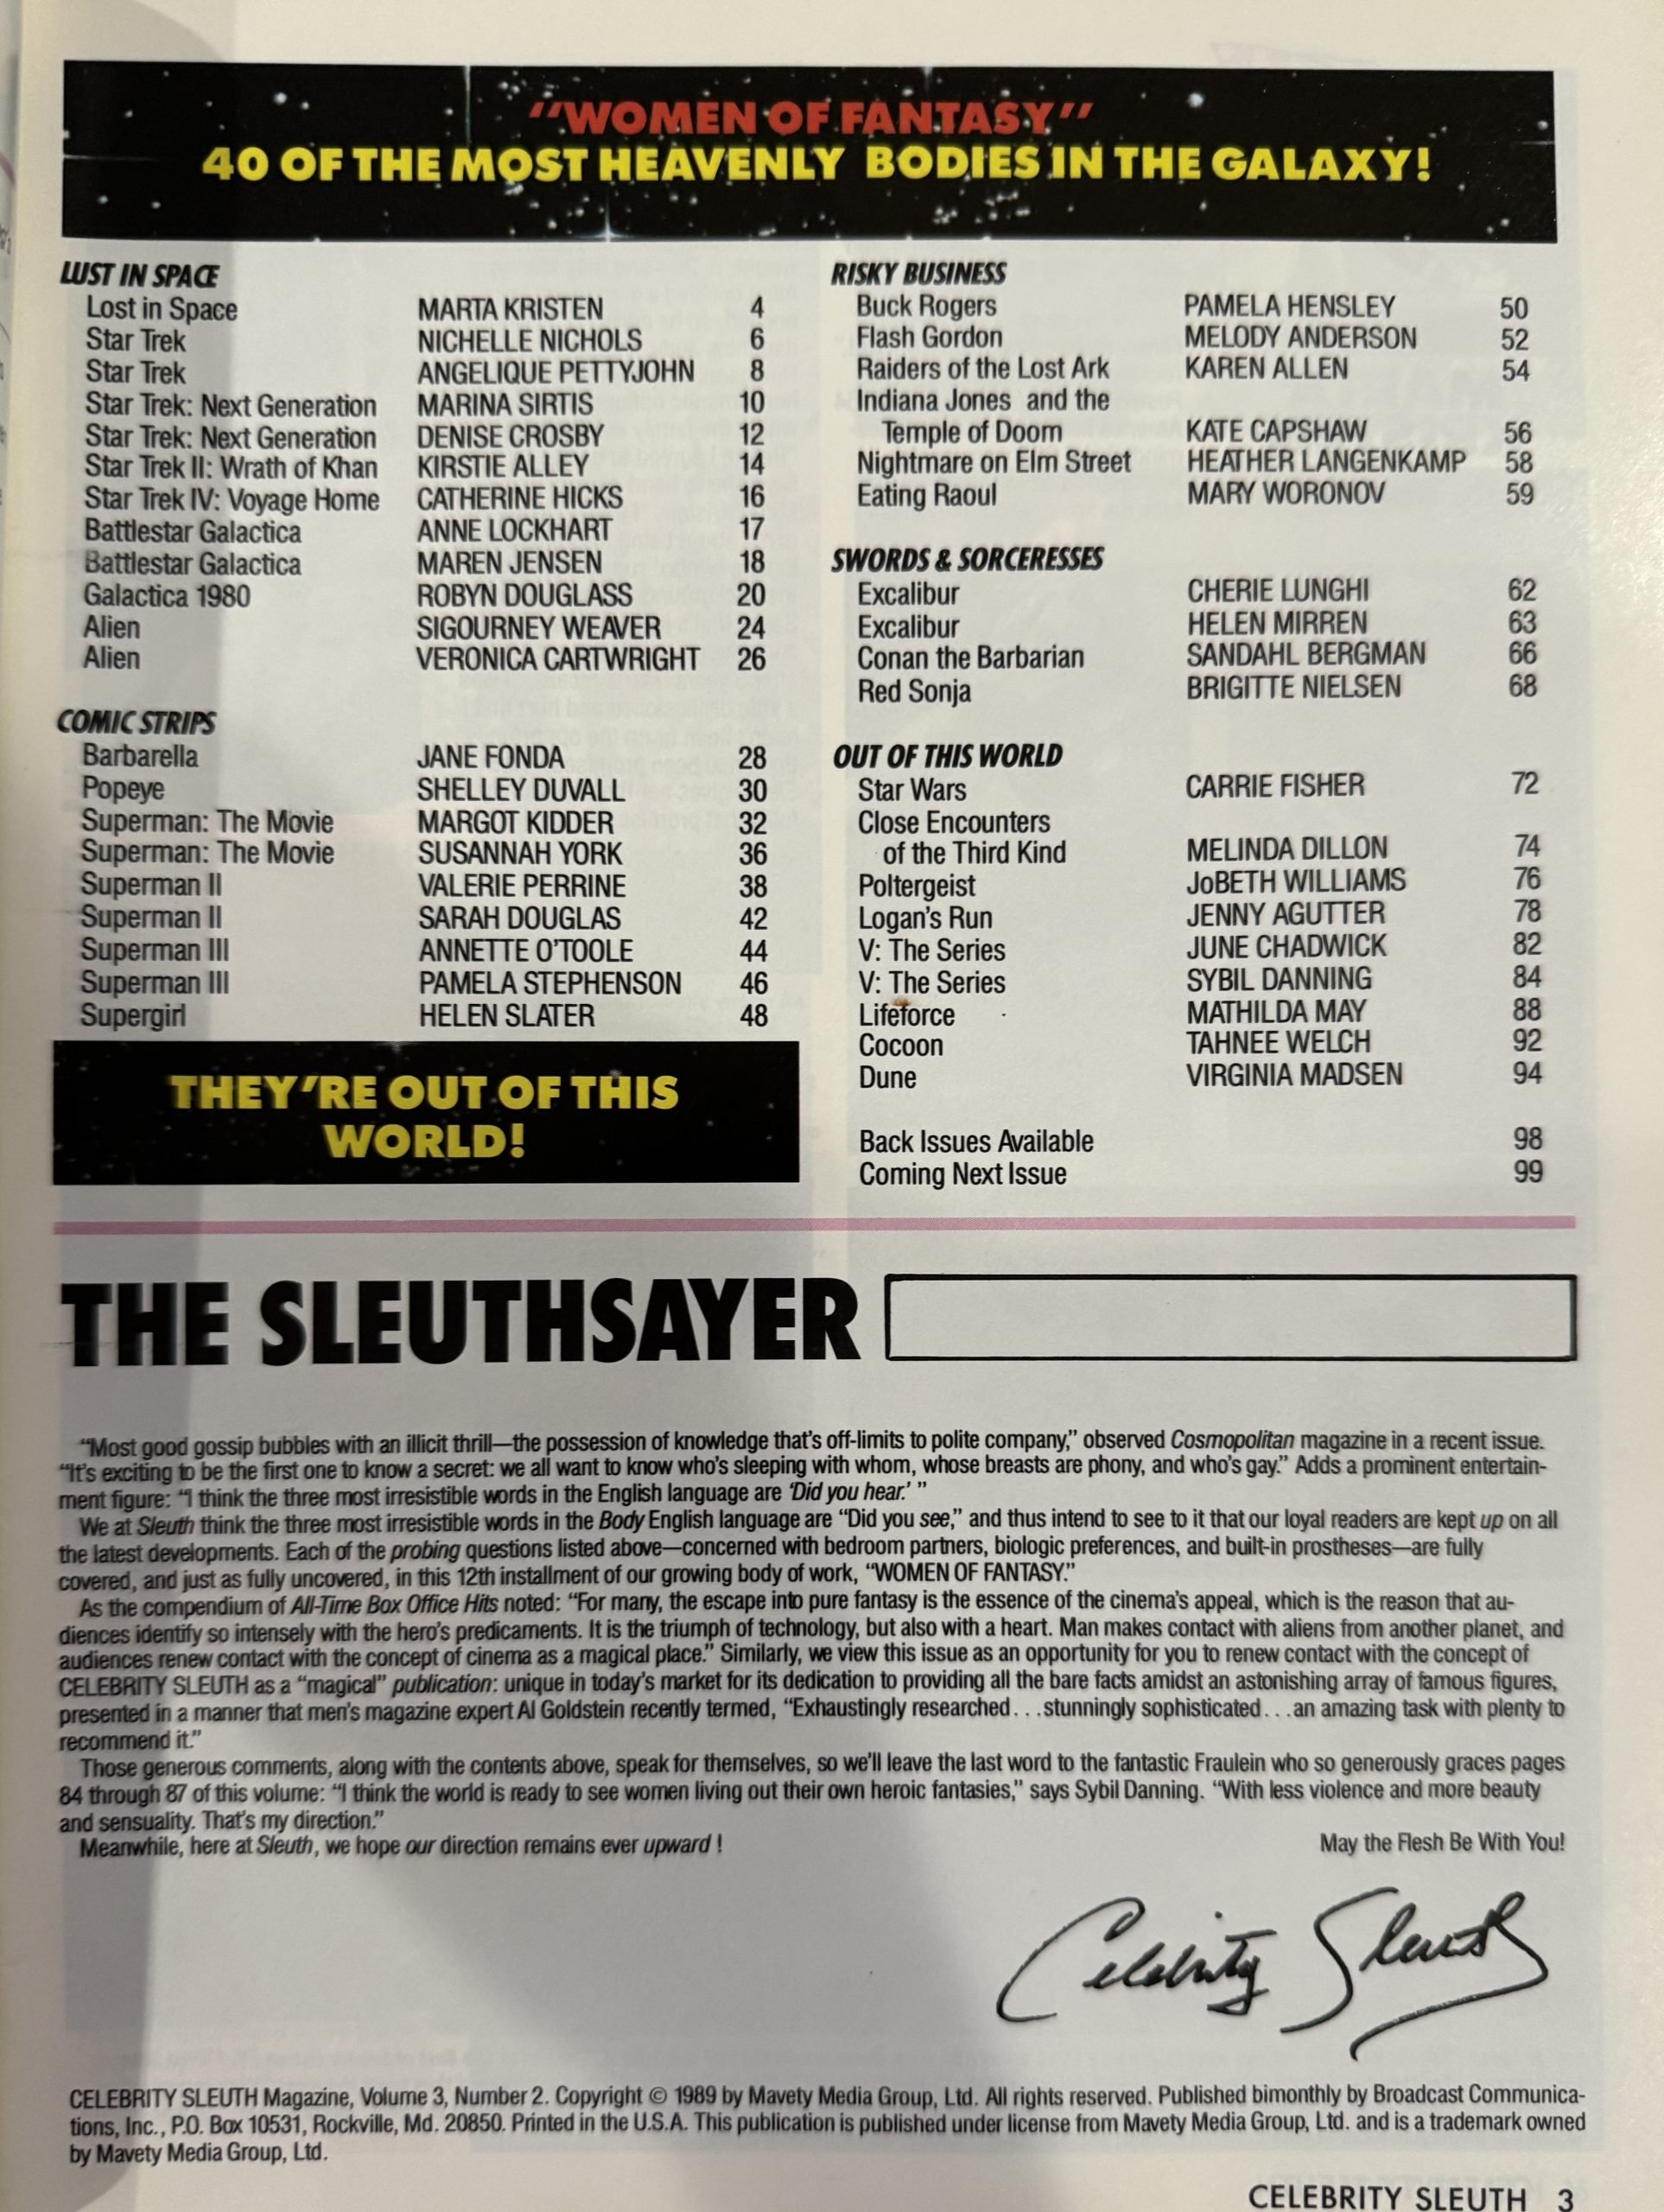 "WOMEN OF FANTASY"
40 OF THE MOST HEAVENLY BODIES IN THE GALAXY!
LUST IN SPACE
Lost in Space MARTA KRISTEN 4
Star Trek NICHELLE NICHOLS 6
Star Trek ANGELIQUE PETTYJOHN 8
Star Trek: Next Generation MARINA SIRTIS 10
Star Trek: Next Generation DENISE CROSBY 12
Star Trek II: Wrath of Khan KIRSTIE ALLEY 14
Star Trek IV: Voyage Home CATHERINE HICKS 16
Battlestar Galactica ANNE LOCKHART 17
Battlestar Galactica MAREN JENSEN 18
Galactica 1980 ROBYN DOUGLASS 20
Alien SIGOURNEY WEAVER 24
Alien VERONICA CARTWRIGHT 26
COMIC STRIPS
Barbarella JANE FONDA 28
Popeye SHELLEY DUVALL 30
Superman: The Movie MARGOT KIDDER 32
Superman: The Movie SUSANNAH YORK 36
Superman II VALERIE PERRINE 38
Superman II SARAH DOUGLAS 42
Superman III ANNETTE O'TOOLE 44
Superman III PAMELA STEPHENSON 46
Supergirl HELEN SLATER 48
THEY'RE OUT OF THIS
WORLD!
RISKY BUSINESS
Buck Rogers PAMELA HENSLEY 50
Flash Gordon MELODY ANDERSON 52
Raiders of the Lost Ark KAREN ALLEN 54
Indiana Jones and the
Temple of Doom KATE CAPSHAW 56
Nightmare on Elm Street HEATHER LANGENKAMP 58
Eating Raoul MARY WORONOV 59
SWORDS & SORCERESSES
Excalibur CHERIE LUNGHI 62
Excalibur HELEN MIRREN 63
Conan the Barbarian SANDAHL BERGMAN 66
Red Sonja BRIGITTE NIELSEN 68
OUT OF THIS WORLD
Star Wars CARRIE FISHER 72
Close Encounters
of the Third Kind MELINDA DILLON 74
Poltergeist JoBETH WILLIAMS 76
Logan's Run JENNY AGUTTER 78
V: The Series JUNE CHADWICK 82
V: The Series SYBIL DANNING 84
Lifeforce MATHILDA MAY 88
Cocoon TAHNEE WELCH 92
Dune VIRGINIA MADSEN 94
Back Issues Available 98
Coming Next Issue 99
THE SLEUTHSAYER
"Most good gossip bubbles with an illicit thrill—the possession of knowledge that's off-limits to polite company," observed Cosmopolitan magazine in a recent issue.
"It's exciting to be the first one to know a secret: we all want to know who's sleeping with whom, whose breasts are phony, and who's gay." Adds a prominent entertain-
ment figure: "I think the three most irresistible words in the English language are 'Did you hear.' "
We at Sleuth think the three most irresistible words in the Body English language are "Did you see," and thus intend to see to it that our loyal readers are kept up on all
the latest developments. Each of the probing questions listed above—concerned with bedroom partners, biologic preferences, and built-in prostheses—are fully
covered, and just as fully uncovered, in this 12th installment of our growing body of work, "WOMEN OF FANTASY."
As the compendium of All-Time Box Office Hits noted: "For many, the escape into pure fantasy is the essence of the cinema's appeal, which is the reason that au-
diences identify so intensely with the hero's predicaments. It is the triumph of technology, but also with a heart. Man makes contact with aliens from another planet, and
audiences renew contact with the concept of cinema as a magical place." Similarly, we view this issue as an opportunity for you to renew contact with the concept of
CELEBRITY SLEUTH as a "magical" publication: unique in today's market for its dedication to providing all the bare facts amidst an astonishing array of famous figures,
presented in a manner that men's magazine expert Al Goldstein recently termed, "Exhaustingly researched...stunningly sophisticated...an amazing task with plenty to
recommend it."
Those generous comments, along with the contents above, speak for themselves, so we'll leave the last word to the fantastic Fraulein who so generously graces pages
84 through 87 of this volume: "I think the world is ready to see women living out their own heroic fantasies," says Sybil Danning. "With less violence and more beauty
and sensuality. That's my direction."
Meanwhile, here at Sleuth, we hope our direction remains ever upward !
May the Flesh Be With You!
Celebrity Sleuth
CELEBRITY SLEUTH Magazine, Volume 3, Number 2. Copyright © 1989 by Mavety Media Group, Ltd. All rights reserved. Published bimonthly by Broadcast Communica-
tions, Inc., P.O. Box 10531, Rockville, Md. 20850. Printed in the U.S.A. This publication is published under license from Mavety Media Group, Ltd. and is a trademark owned
by Mavety Media Group, Ltd.
CELEBRITY SLEUTH 3